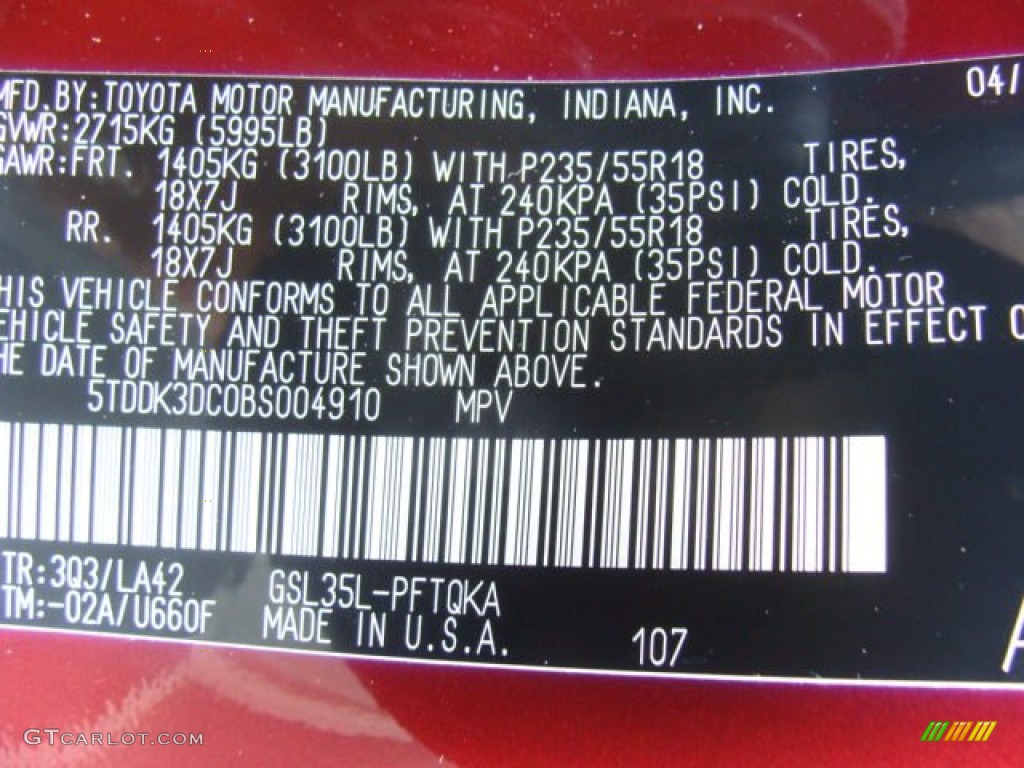 MFD.BY:TOYOTA MOTOR MANUFACTURING, INDIANA, INC. 04/
GVWR:2715KG (5995LB)
GAWR:FRT. 1405KG (3100LB) WITH P235/55R18 TIRES,
18X7J RIMS, AT 240KPA (35PSI) COLD.
RR. 1405KG (3100LB) WITH P235/55R18 TIRES,
18X7J RIMS, AT 240KPA (35PSI) COLD.
HIS VEHICLE CONFORMS TO ALL APPLICABLE FEDERAL MOTOR
EHICLE SAFETY AND THEFT PREVENTION STANDARDS IN EFFECT O
HE DATE OF MANUFACTURE SHOWN ABOVE.
5TDDK3DC0BS004910 MPV
TR:3Q3/LA42 GSL35L-PFTQKA
TM:-02A/U660F MADE IN U.S.A. 107
GTCARLOT.COM